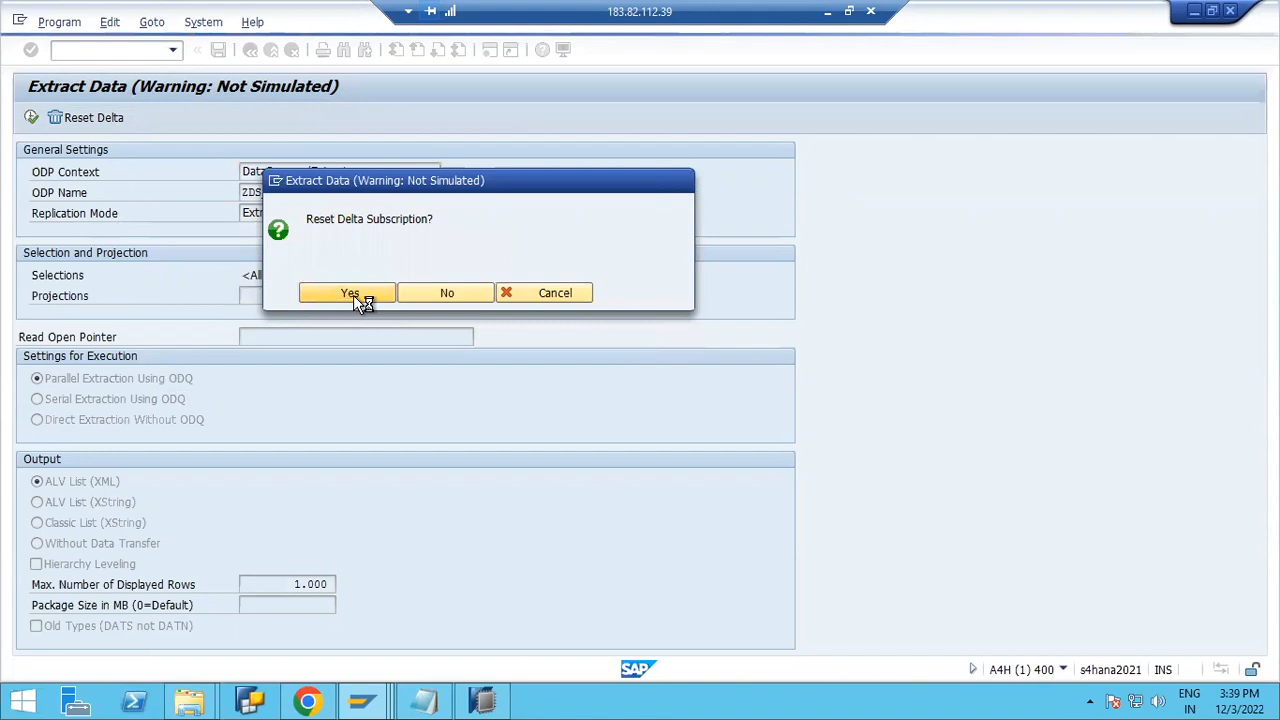 183.82.112.39
Program Edit Goto System Help
Extract Data (Warning: Not Simulated)
Reset Delta
General Settings
ODP Context
ODP Name ZDS
Replication Mode Extr
Extract Data (Warning: Not Simulated)
Reset Delta Subscription?
Yes No Cancel
Selection and Projection
Selections <All
Projections
Read Open Pointer
Settings for Execution
Parallel Extraction Using ODQ
Serial Extraction Using ODQ
Direct Extraction Without ODQ
Output
ALV List (XML)
ALV List (XString)
Classic List (XString)
Without Data Transfer
Hierarchy Leveling
Max. Number of Displayed Rows 1.000
Package Size in MB (0=Default)
Old Types (DATS not DATN)
SAP
A4H (1) 400 s4hana2021 INS
ENG 3:39 PM
IN 12/3/2022